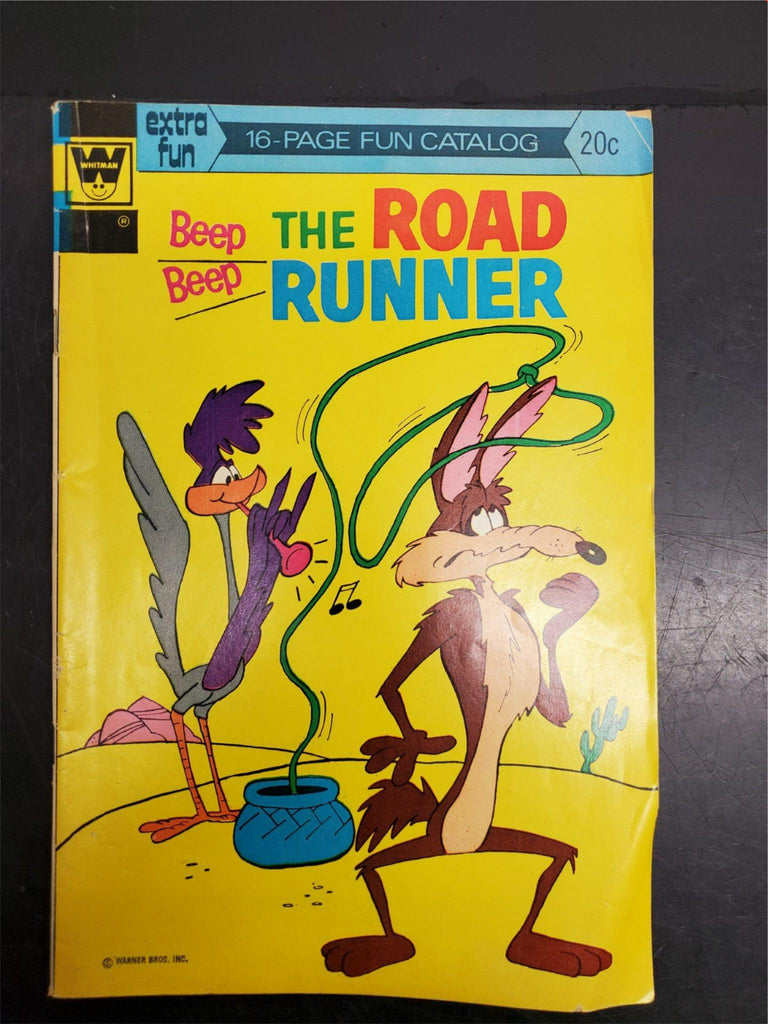 extra
fun
16-PAGE FUN CATALOG
20c
WHITMAN
®
Beep
Beep
THE ROAD
RUNNER
© WARNER BROS. INC.